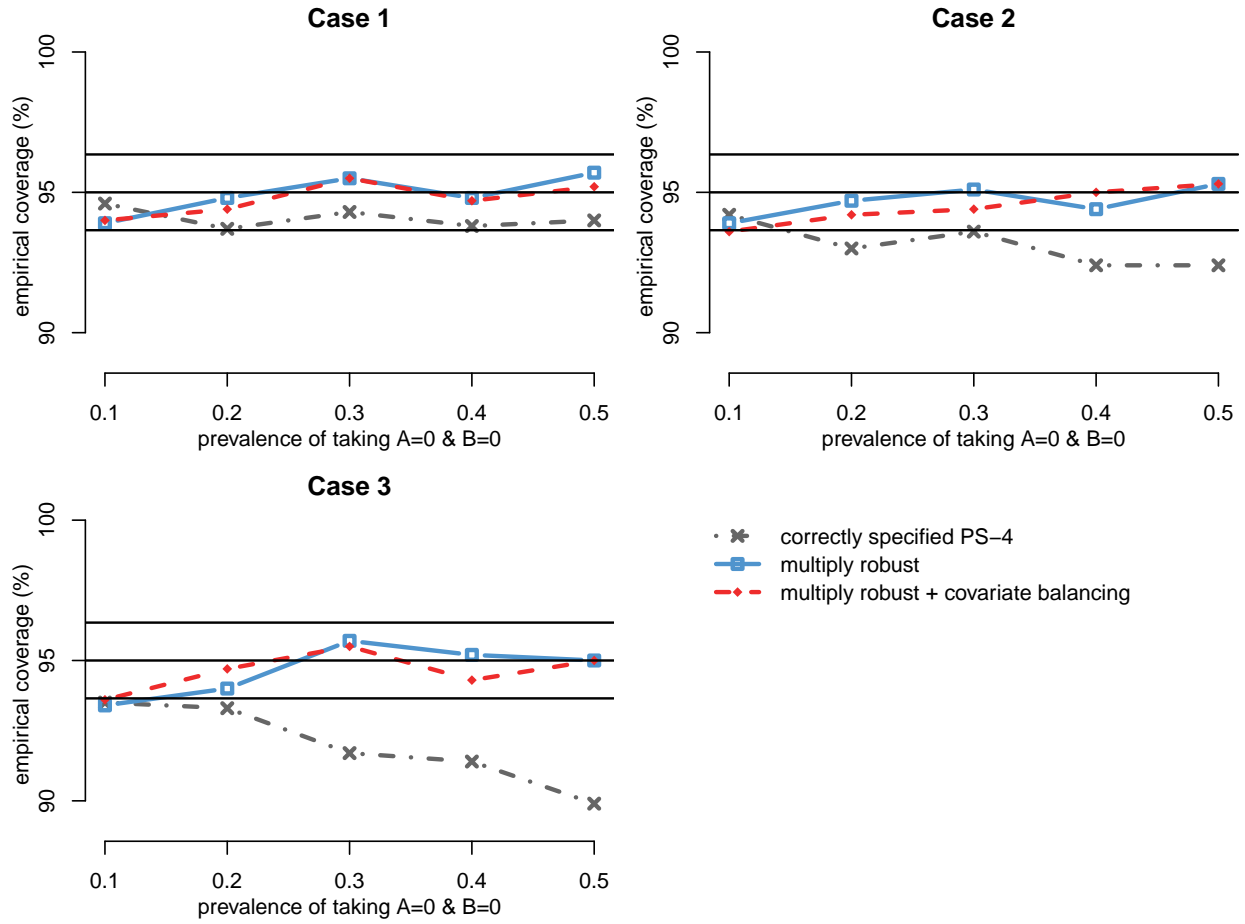 Case 1
empirical coverage (%)
100
95
90
0.1 0.2 0.3 0.4 0.5
prevalence of taking A=0 & B=0
Case 2
empirical coverage (%)
100
95
90
0.1 0.2 0.3 0.4 0.5
prevalence of taking A=0 & B=0
Case 3
empirical coverage (%)
100
95
90
0.1 0.2 0.3 0.4 0.5
prevalence of taking A=0 & B=0
correctly specified PS−4
multiply robust
multiply robust + covariate balancing